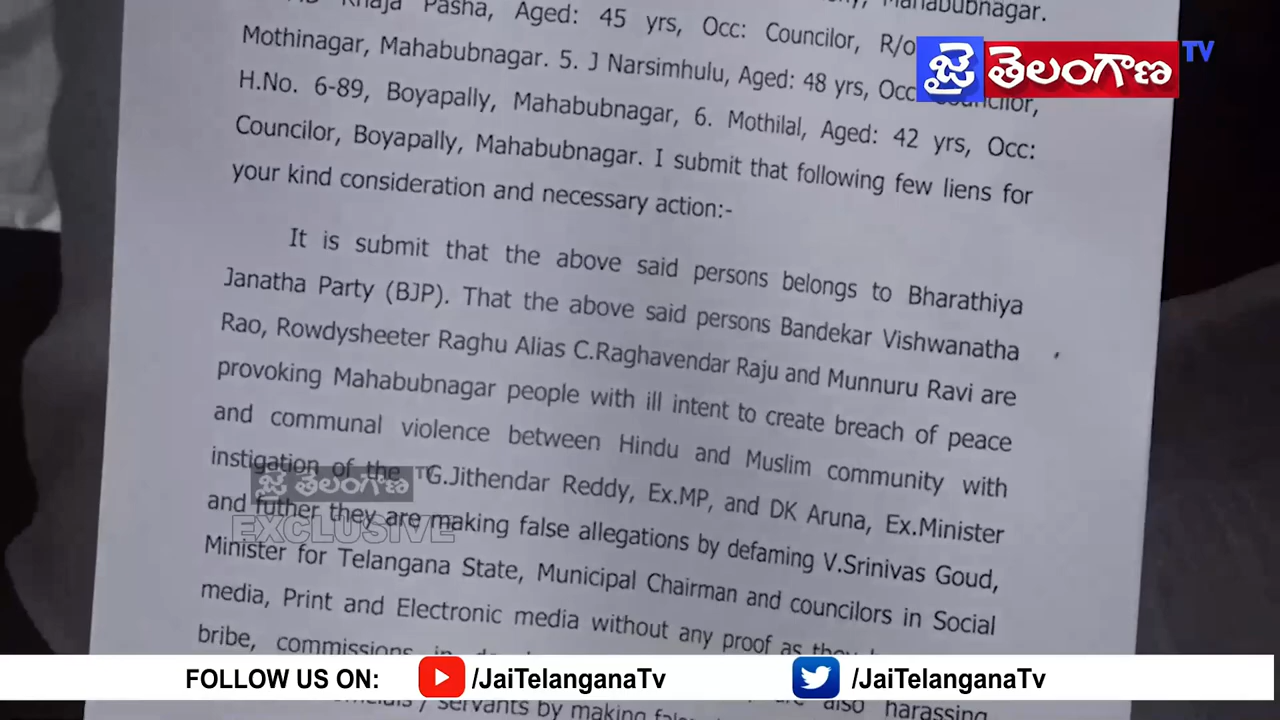 Khaja Pasha, Aged: 45 yrs, Occ: Councilor, Mahabubnagar.
Mothinagar, Mahabubnagar. 5. J Narsimhulu, Aged: 48 yrs,
H.No. 6-89, Boyapally, Mahabubnagar, 6. Mothilal, Aged: 42 yrs, Occ:
Councilor, Boyapally, Mahabubnagar. I submit that following few liens for
your kind consideration and necessary action:-
It is submit that the above said persons belongs to Bharathiya
Janatha Party (BJP). That the above said persons Bandekar Vishwanatha
Rao, Rowdysheeter Raghu Alias C.Raghavendar Raju and Munnuru Ravi are
provoking Mahabubnagar people with ill intent to create breach of peace
and communal violence between Hindu and Muslim community with
instigation of the G.Jithendar Reddy, Ex.MP, and DK Aruna, Ex.Minister
and futher they are making false allegations by defaming V.Srinivas Goud,
Minister for Telangana State, Municipal Chairman and councilors in Social
media, Print and Electronic media without any proof as they
bribe, commissions in
/ servants by making also harassing
జై తెలంగాణ TV
జై తెలంగాణ TV
EXCLUSIVE
FOLLOW US ON: /JaiTelanganaTv /JaiTelanganaTv